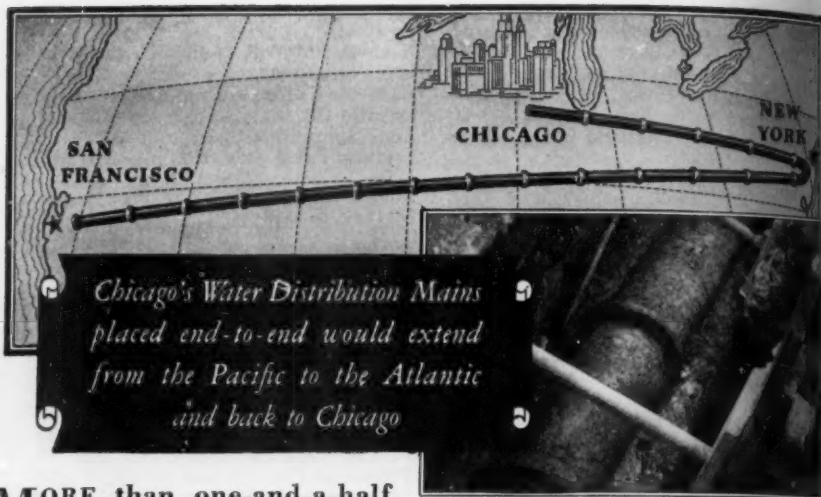 SAN
FRANCISCO
CHICAGO
NEW
YORK
Chicago's Water Distribution Mains
placed end-to-end would extend
from the Pacific to the Atlantic
and back to Chicago
MORE than one and a half